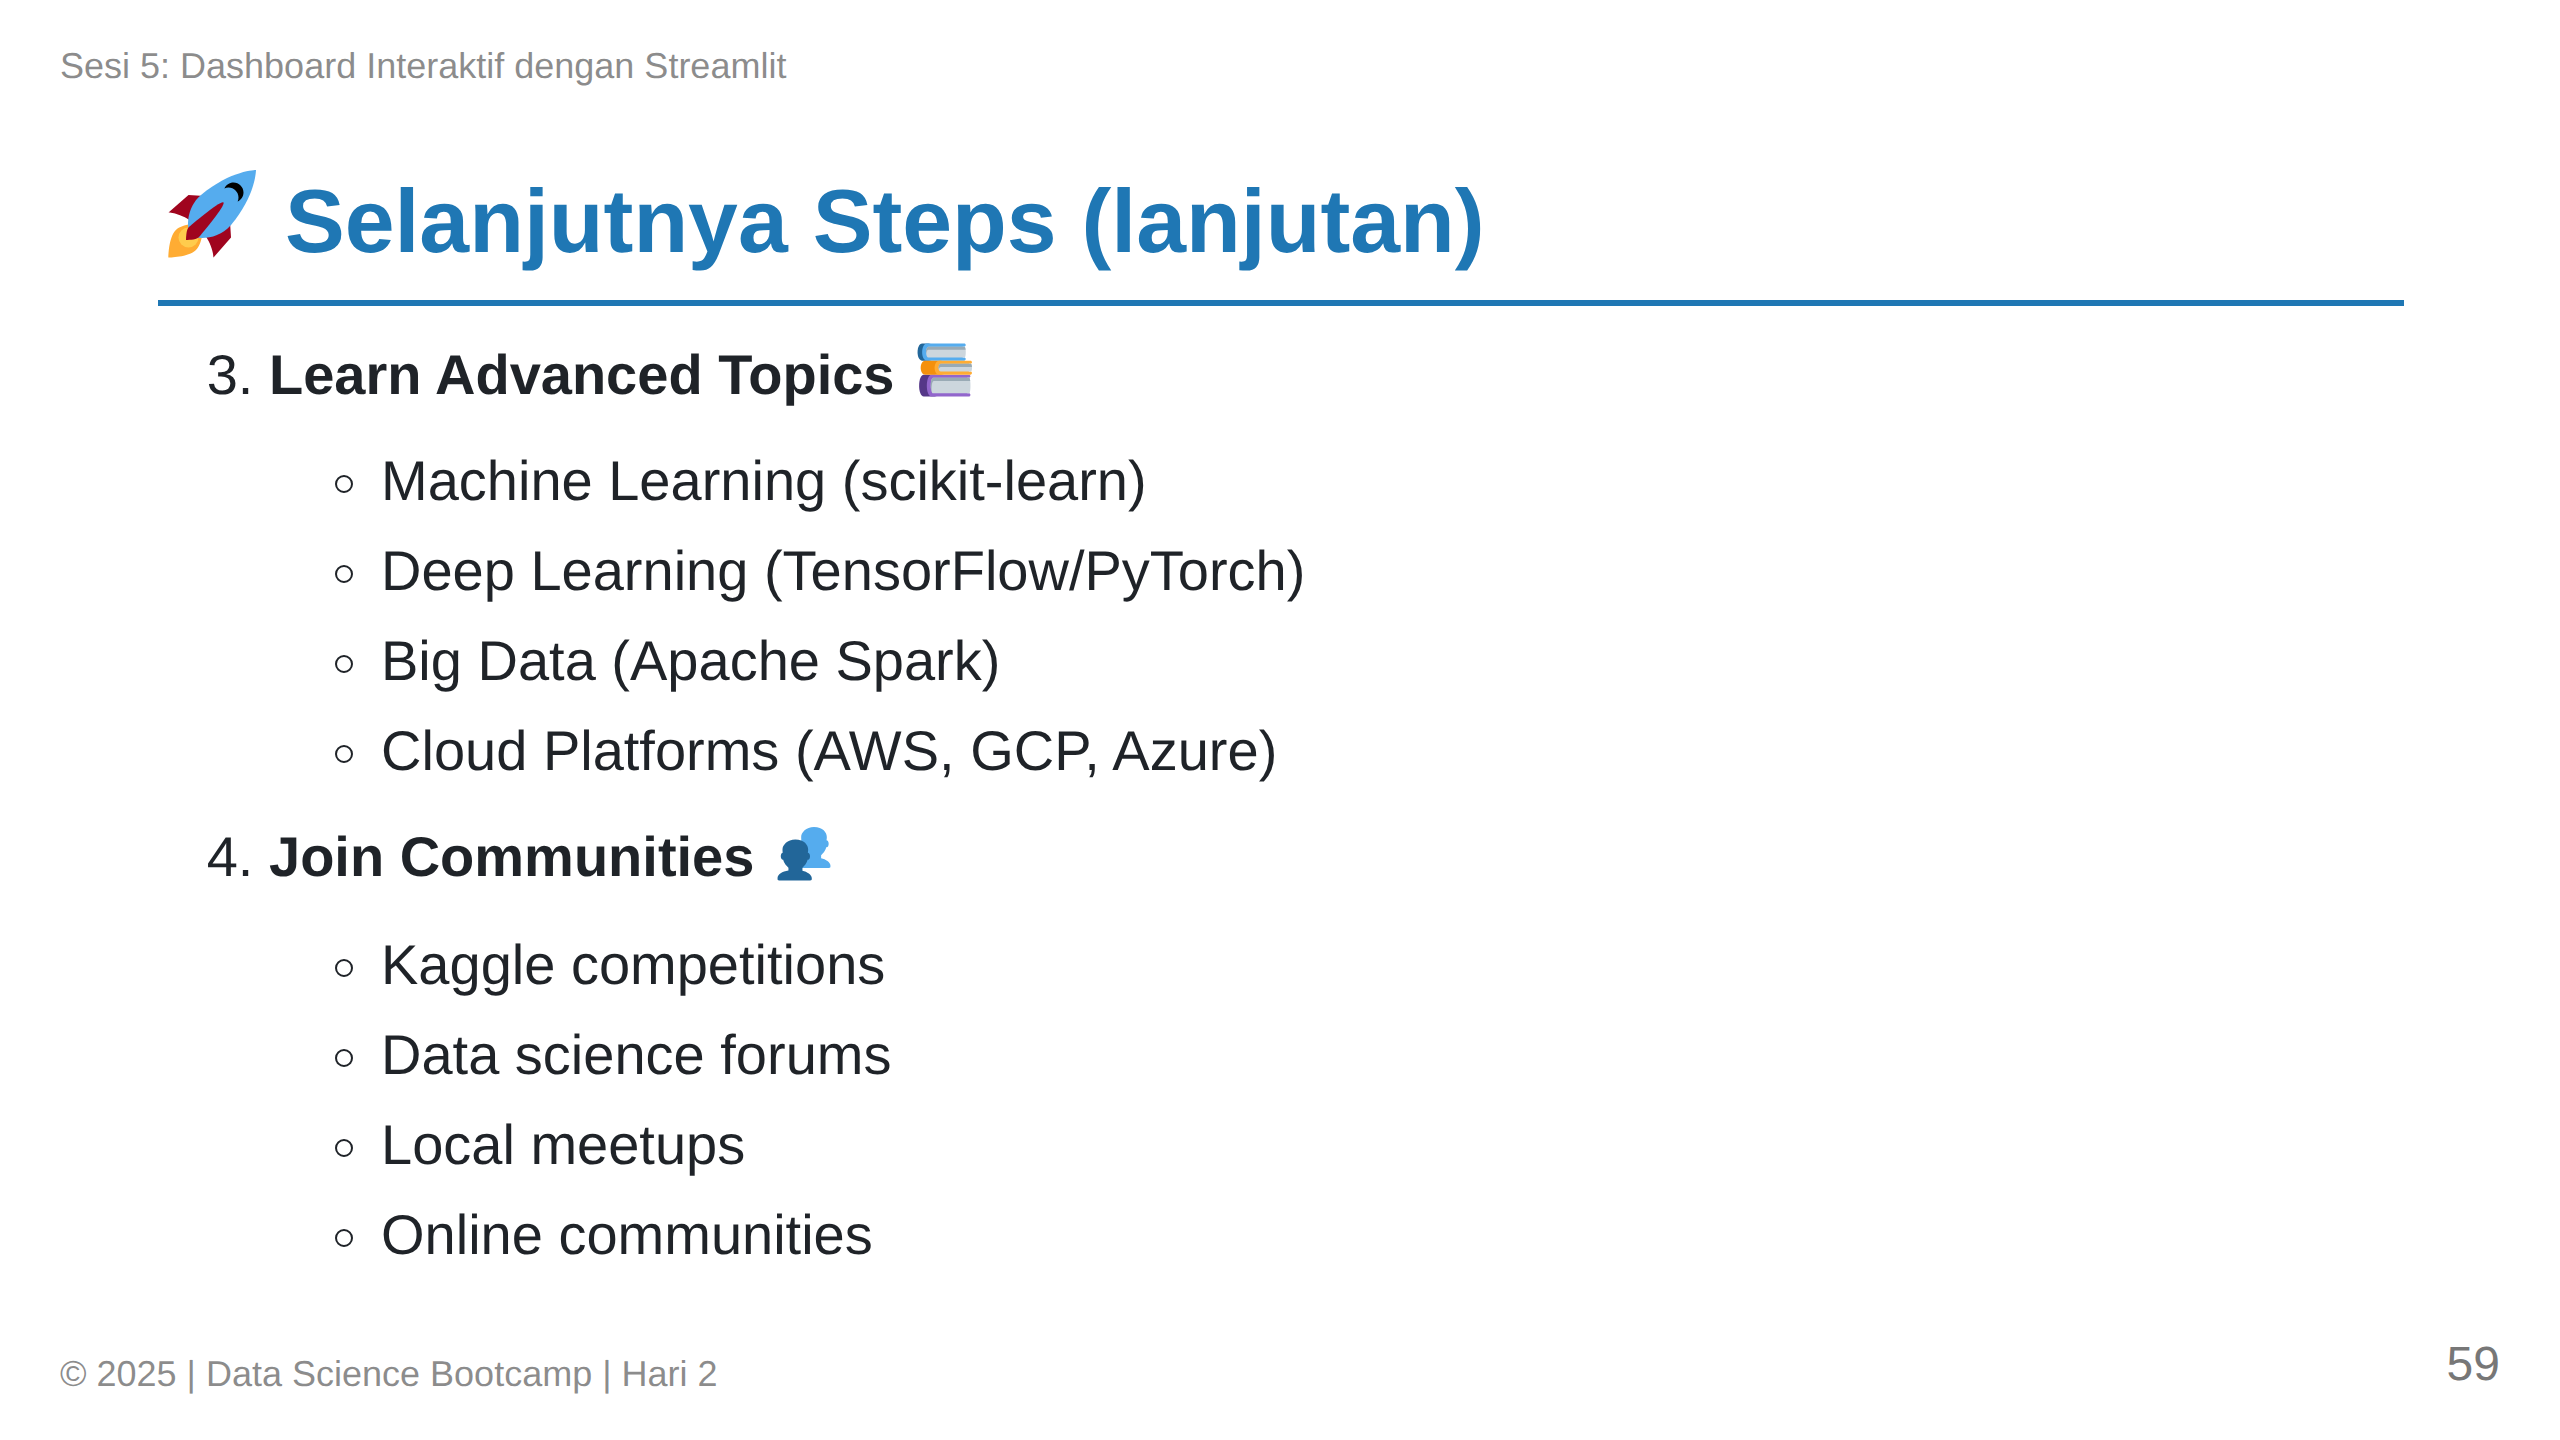 Sesi 5: Dashboard Interaktif dengan Streamlit
🚀 Selanjutnya Steps (lanjutan)
3. Learn Advanced Topics 📚
○ Machine Learning (scikit-learn)
○ Deep Learning (TensorFlow/PyTorch)
○ Big Data (Apache Spark)
○ Cloud Platforms (AWS, GCP, Azure)
4. Join Communities 👥
○ Kaggle competitions
○ Data science forums
○ Local meetups
○ Online communities
© 2025 | Data Science Bootcamp | Hari 2
59